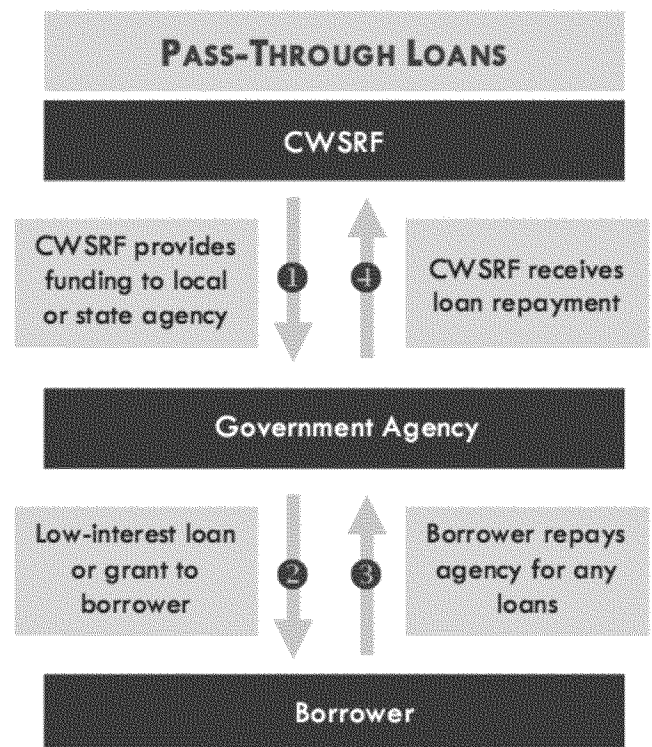 PASS-THROUGH LOANS
CWSRF
CWSRF provides
funding to local
or state agency
1
4
CWSRF receives
loan repayment
Government Agency
Low-interest loan
or grant to
borrower
2
3
Borrower repays
agency for any
loans
Borrower